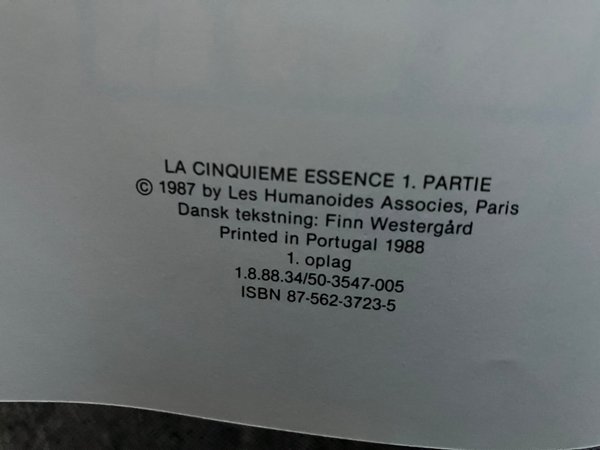 LA CINQUIEME ESSENCE 1. PARTIE
© 1987 by Les Humanoides Associes, Paris
Dansk tekstning: Finn Westergård
Printed in Portugal 1988
1. oplag
1.8.88.34/50-3547-005
ISBN 87-562-3723-5